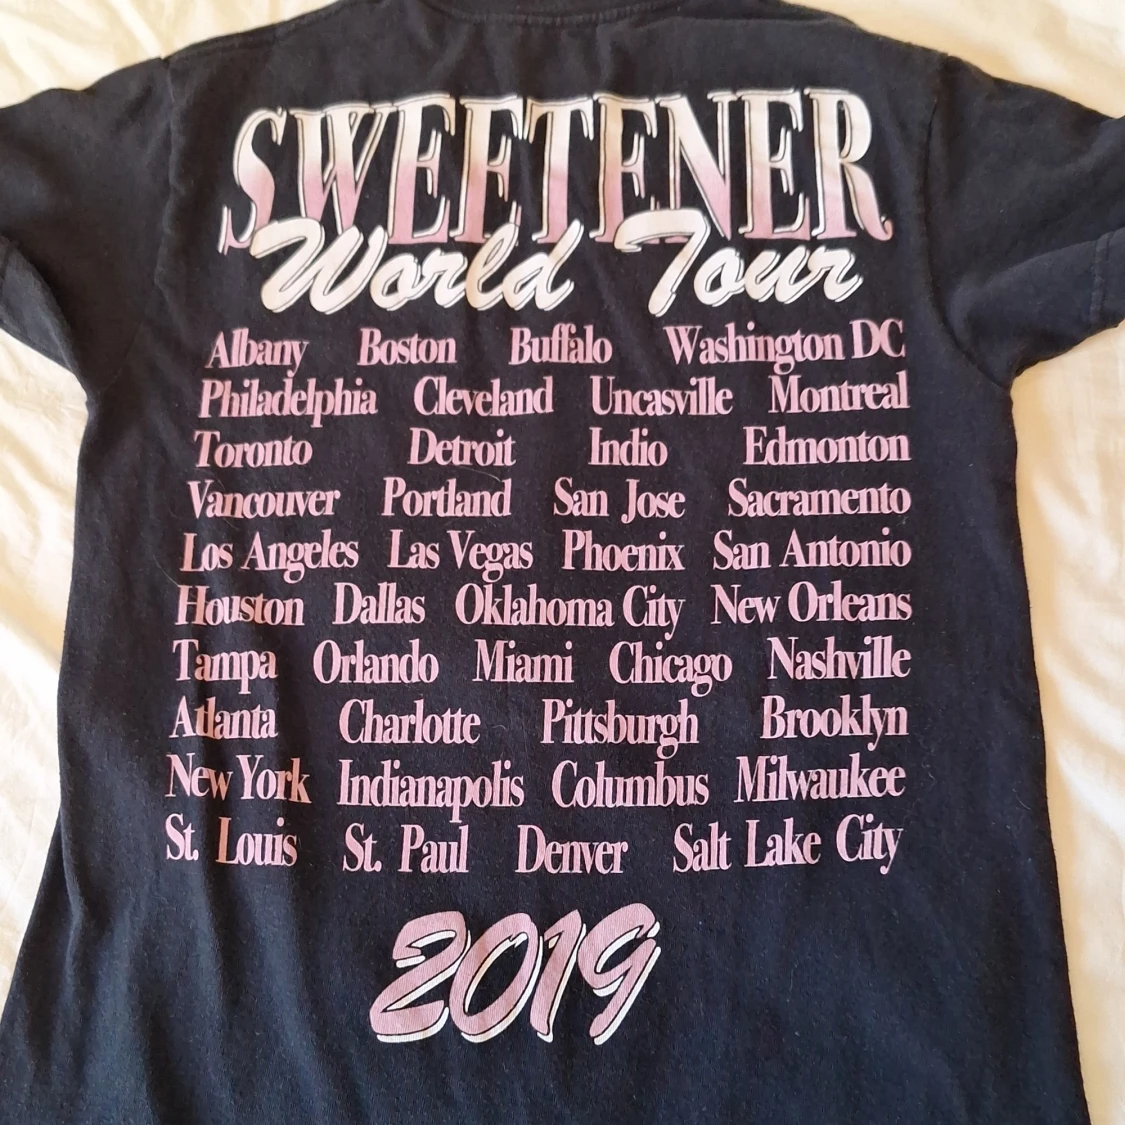 SWEETENER
World Tour
Albany Boston Buffalo Washington DC
Philadelphia Cleveland Uncasville Montreal
Toronto Detroit Indio Edmonton
Vancouver Portland San Jose Sacramento
Los Angeles Las Vegas Phoenix San Antonio
Houston Dallas Oklahoma City New Orleans
Tampa Orlando Miami Chicago Nashville
Atlanta Charlotte Pittsburgh Brooklyn
New York Indianapolis Columbus Milwaukee
St. Louis St. Paul Denver Salt Lake City
2019